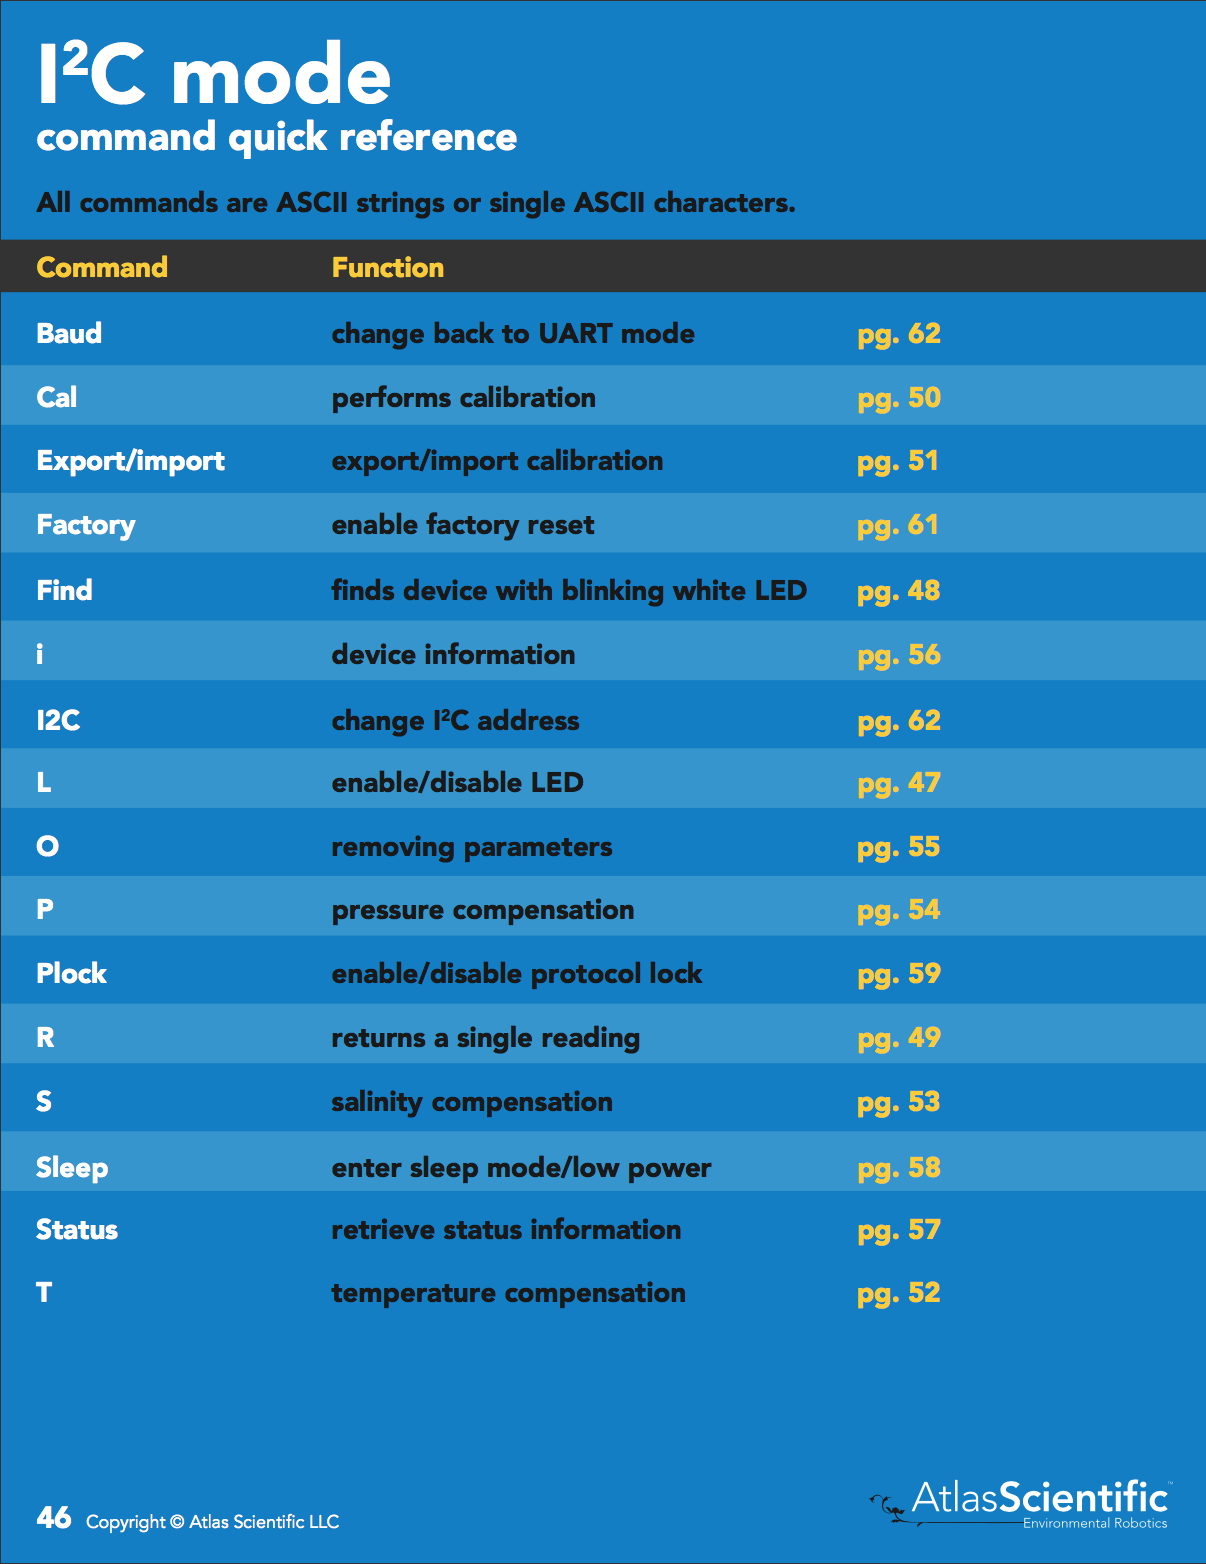 I²C mode
command quick reference
All commands are ASCII strings or single ASCII characters.
Command Function
Baud change back to UART mode pg. 62
Cal performs calibration pg. 50
Export/import export/import calibration pg. 51
Factory enable factory reset pg. 61
Find finds device with blinking white LED pg. 48
i device information pg. 56
I2C change I²C address pg. 62
L enable/disable LED pg. 47
O removing parameters pg. 55
P pressure compensation pg. 54
Plock enable/disable protocol lock pg. 59
R returns a single reading pg. 49
S salinity compensation pg. 53
Sleep enter sleep mode/low power pg. 58
Status retrieve status information pg. 57
T temperature compensation pg. 52
46 Copyright © Atlas Scientific LLC
AtlasScientific™
Environmental Robotics